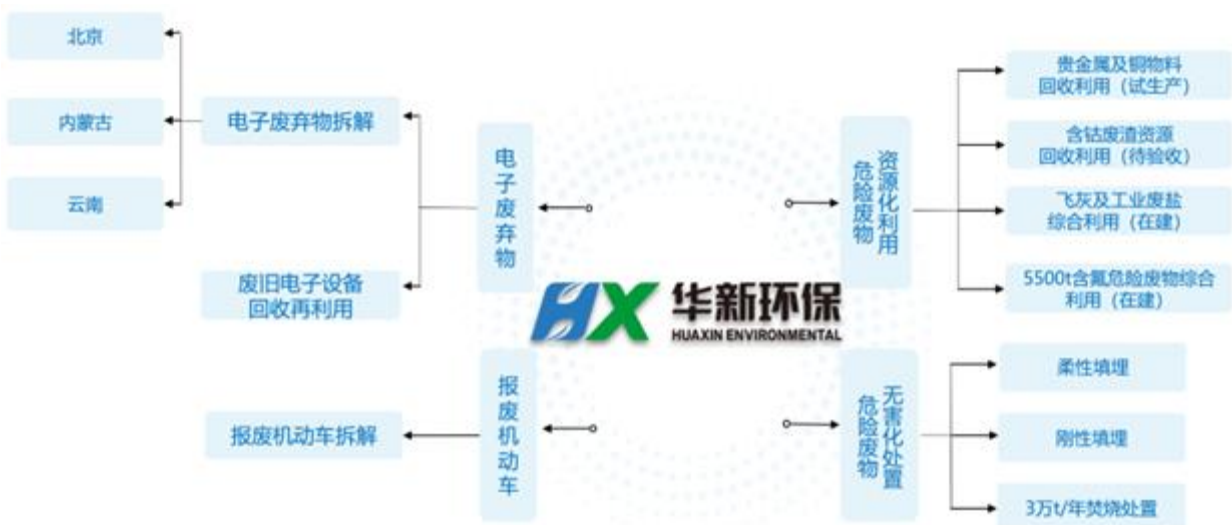 北京
内蒙古
云南
电子废弃物拆解
废旧电子设备
回收再利用
电子废弃物
报废机动车拆解
报废机动车
HX 华新环保
HUAXIN ENVIRONMENTAL
危险废物
资源化利用
贵金属及铜物料
回收利用（试生产）
含钴废渣资源
回收利用（待验收）
飞灰及工业废盐
综合利用（在建）
5500t含氟危险废物综合
利用（在建）
危险废物
无害化处置
柔性填埋
刚性填埋
3万t/年焚烧处置